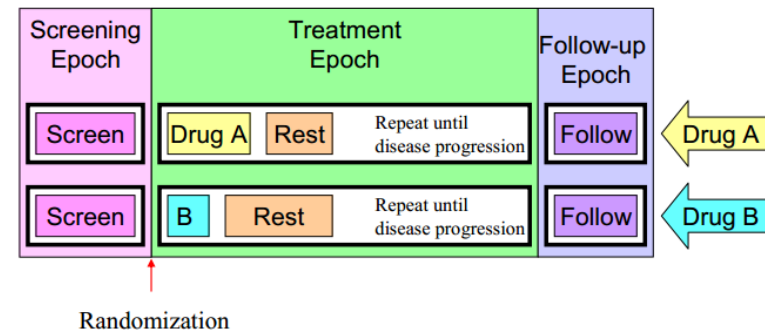 Screening
Epoch
Treatment
Epoch
Follow-up
Epoch
Screen
Drug A
Rest
Repeat until
disease progression
Follow
Drug A
Screen
B
Rest
Repeat until
disease progression
Follow
Drug B
Randomization